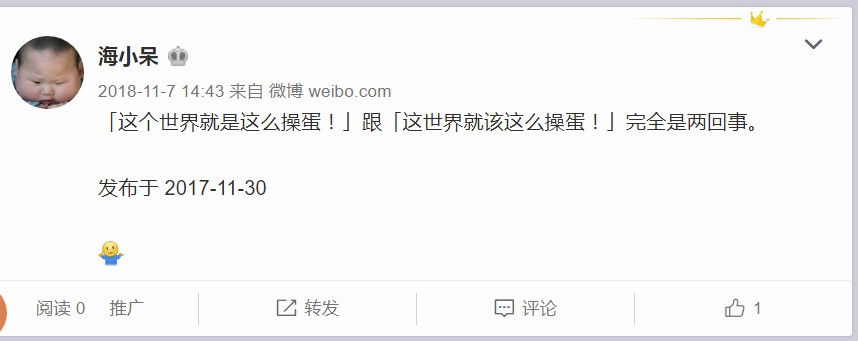 海小呆
2018-11-7 14:43 来自 微博 weibo.com
「这个世界就是这么操蛋！」跟「这世界就该这么操蛋！」完全是两回事。
发布于 2017-11-30
阅读 0 推广 转发 评论 1